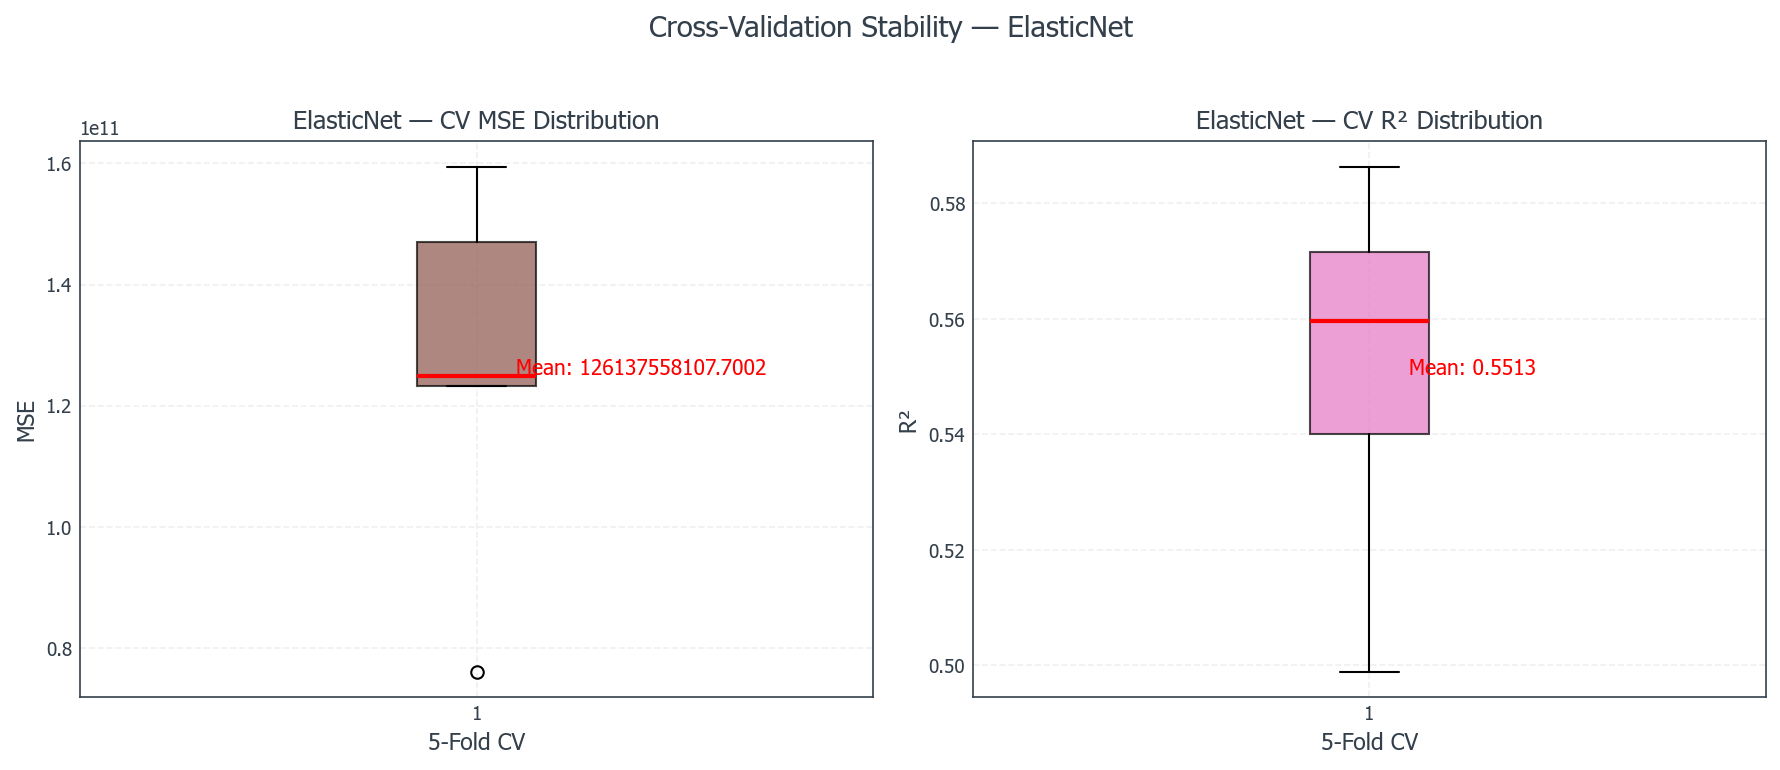 Cross-Validation Stability — ElasticNet
ElasticNet — CV MSE Distribution
1e11
1.6
1.4
1.2
1.0
0.8
MSE
Mean: 126137558107.7002
1
5-Fold CV
ElasticNet — CV R² Distribution
0.58
0.56
0.54
0.52
0.50
R²
Mean: 0.5513
1
5-Fold CV